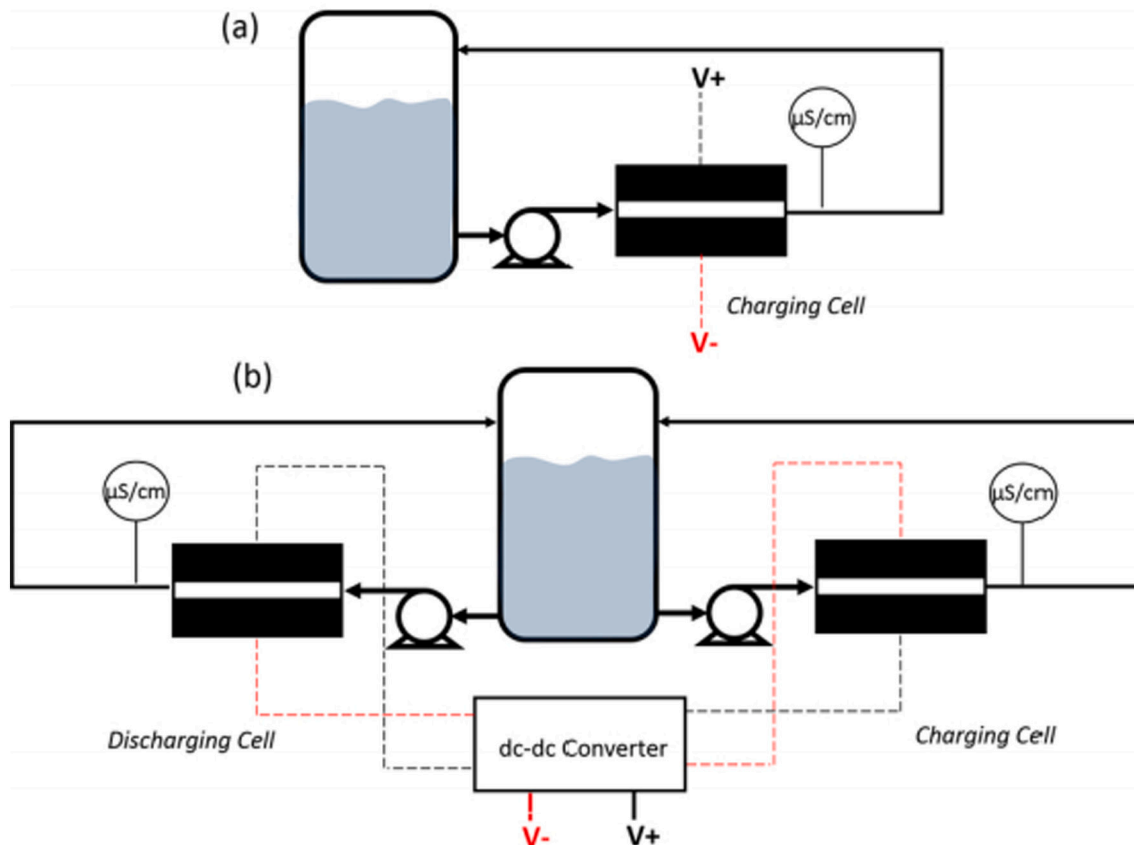 (a)
V+
μS/cm
Charging Cell
V-
(b)
μS/cm
μS/cm
Discharging Cell
dc-dc Converter
Charging Cell
V-
V+